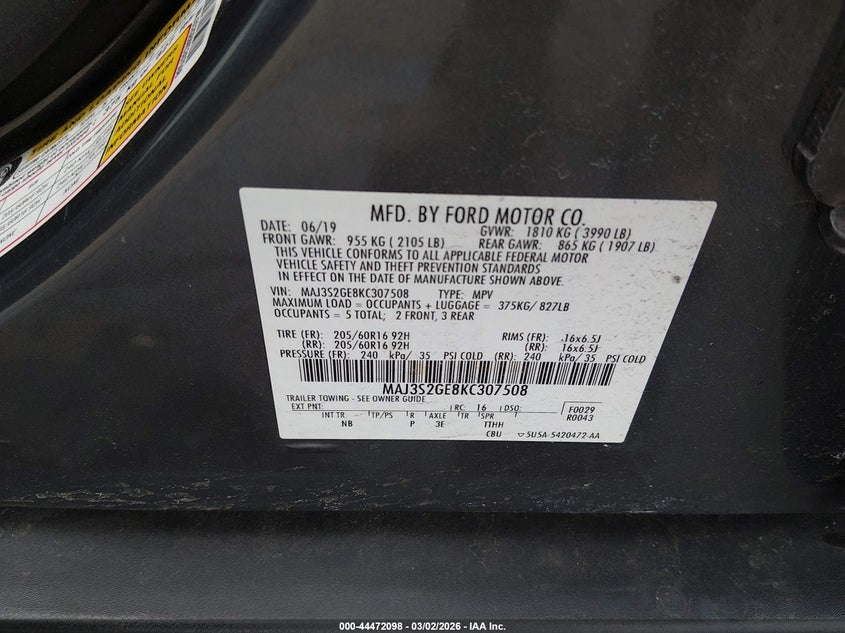 MFD. BY FORD MOTOR CO.
DATE: 06/19 GVWR: 1810 KG ( 3990 LB)
FRONT GAWR: 955 KG ( 2105 LB) REAR GAWR: 865 KG ( 1907 LB)
THIS VEHICLE CONFORMS TO ALL APPLICABLE FEDERAL MOTOR
VEHICLE SAFETY AND THEFT PREVENTION STANDARDS
IN EFFECT ON THE DATE OF MANUFACTURE SHOWN ABOVE.
VIN: MAJ3S2GE8KC307508 TYPE: MPV
MAXIMUM LOAD = OCCUPANTS + LUGGAGE = 375KG/ 827LB
OCCUPANTS = 5 TOTAL; 2 FRONT, 3 REAR
TIRE (FR): 205/60R16 92H RIMS (FR): 16x6.5J
(RR): 205/60R16 92H (RR): 16x6.5J
PRESSURE (FR): 240 kPa/ 35 PSI COLD (RR): 240 kPa/ 35 PSI COLD
MAJ3S2GE8KC307508
TRAILER TOWING - SEE OWNER GUIDE
EXT PNT: RC: 16 DSO: F0029
INT TR TP/PS R AXLE TR SPR R0043
NB P 3E TTHH
CBU SU5A-5420472-AA
000-44472098 - 03/02/2026 - IAA Inc.